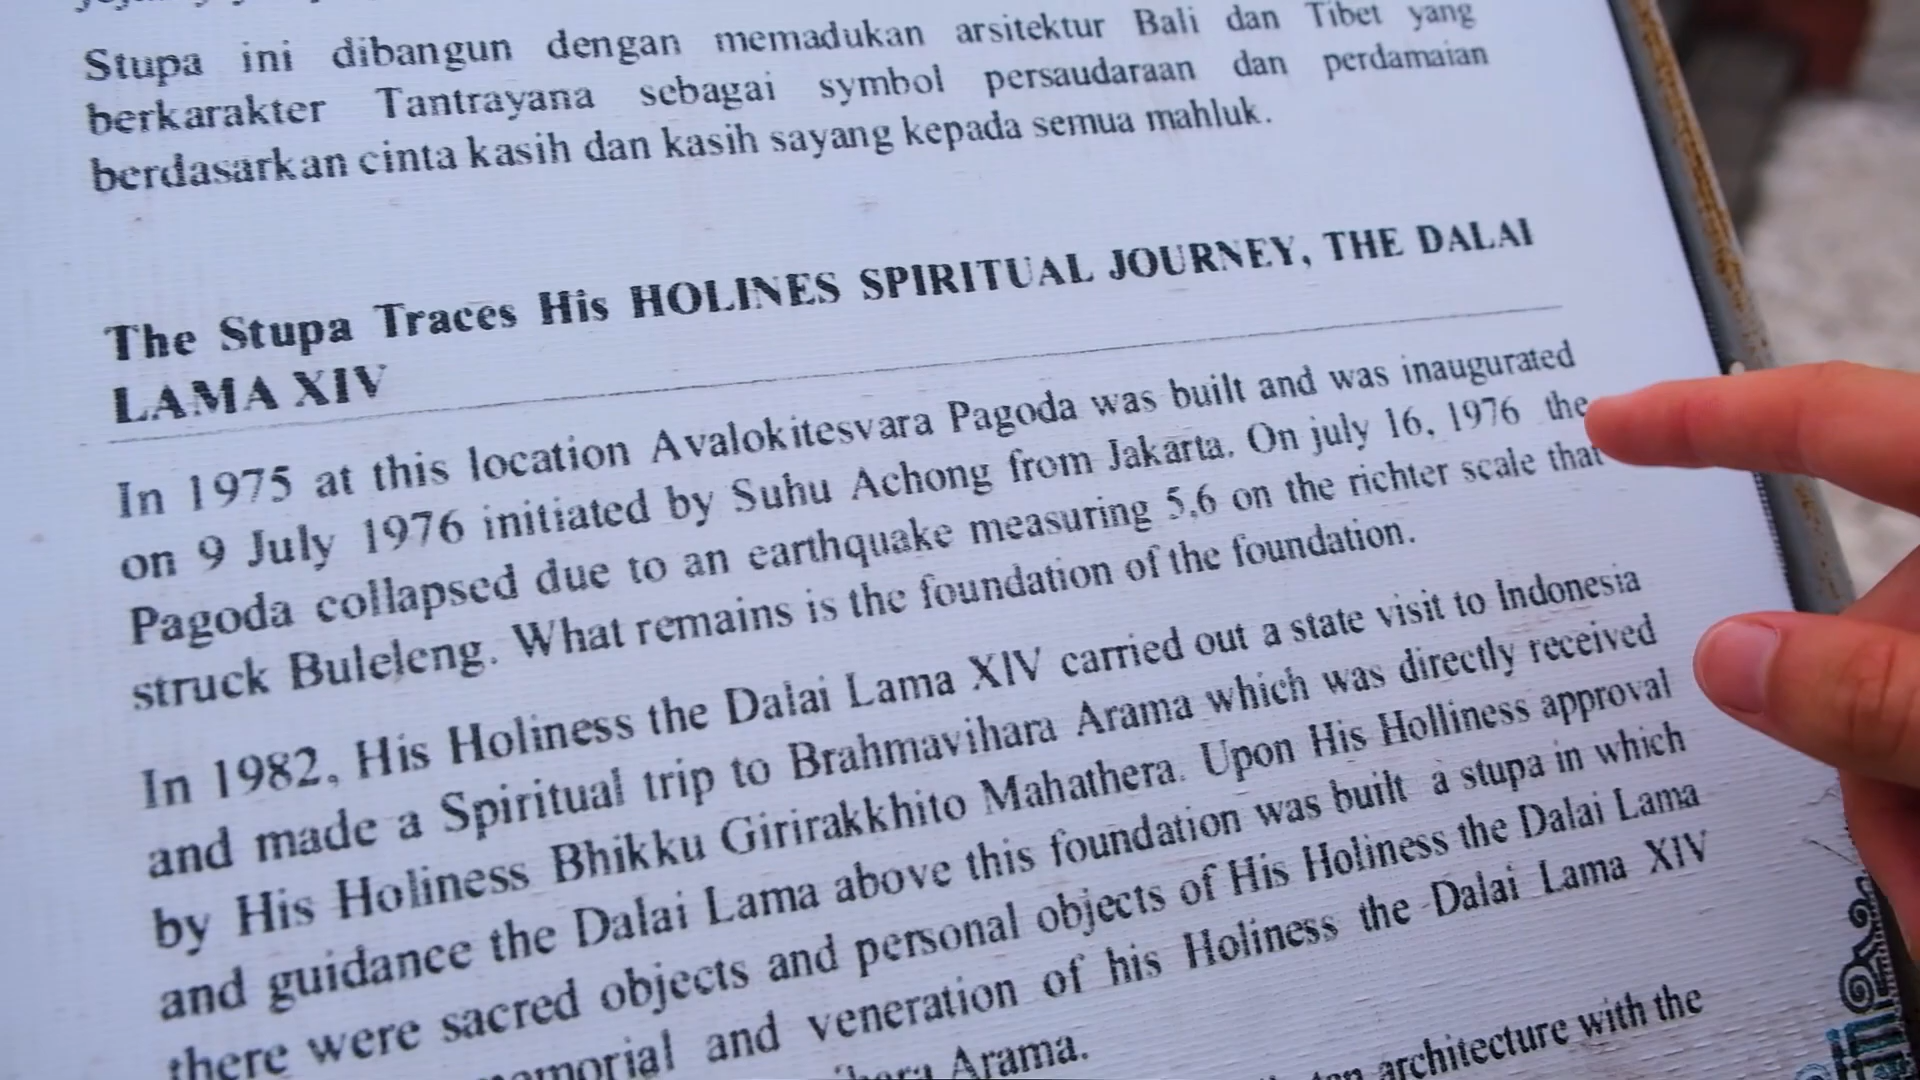 Stupa ini dibangun dengan memadukan arsitektur Bali dan Tibet yang
berkarakter Tantrayana sebagai symbol persaudaraan dan perdamaian
berdasarkan cinta kasih dan kasih sayang kepada semua mahluk.
The Stupa Traces His HOLINES SPIRITUAL JOURNEY, THE DALAI
LAMA XIV
In 1975 at this location Avalokitesvara Pagoda was built and was inaugurated
on 9 July 1976 initiated by Suhu Achong from Jakarta. On july 16, 1976 the
Pagoda collapsed due to an earthquake measuring 5,6 on the richter scale that
struck Buleleng. What remains is the foundation of the foundation.
In 1982, His Holiness the Dalai Lama XIV carried out a state visit to Indonesia
and made a Spiritual trip to Brahmavihara Arama which was directly received
by His Holiness Bhikku Girirakkhito Mahathera. Upon His Holliness approval
and guidance the Dalai Lama above this foundation was built a stupa in which
there were sacred objects and personal objects of His Holiness the Dalai Lama
and veneration of his Holiness the Dalai Lama XIV
Arama.
architecture with the